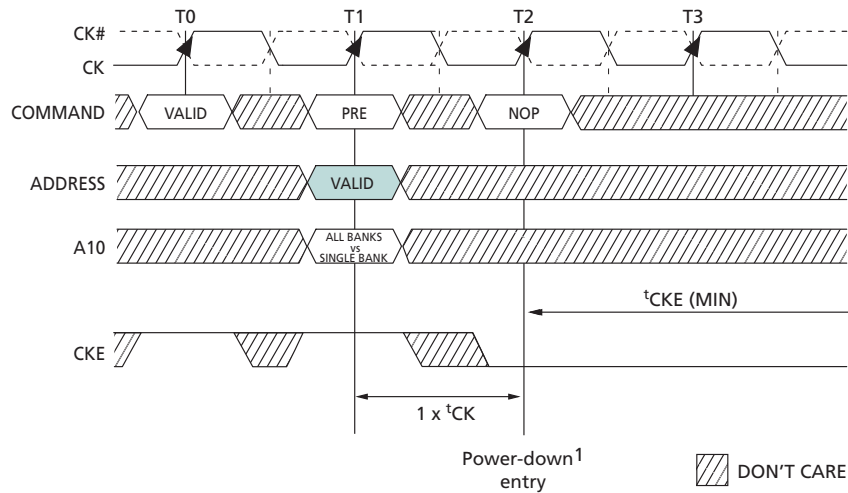 T0 T1 T2 T3
CK#
CK
COMMAND VALID PRE NOP
ADDRESS VALID
A10 ALL BANKS
vs
SINGLE BANK
tCKE (MIN)
CKE
1 x tCK
Power-down1
entry
DON'T CARE